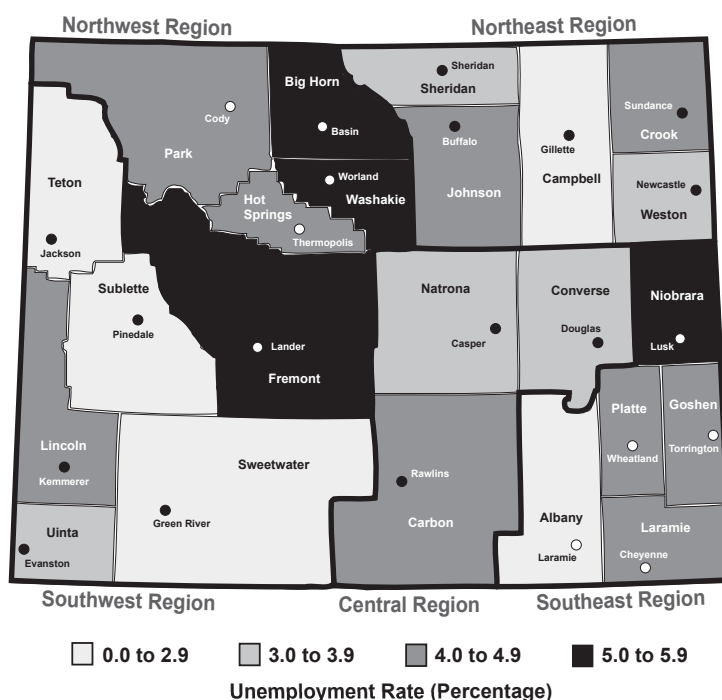 Northwest Region
Northeast Region
Big Horn
Sheridan
Sheridan
Sundance
Crook
Cody
Basin
Buffalo
Gillette
Park
Teton
Worland
Washakie
Johnson
Campbell
Newcastle
Weston
Hot
Springs
Thermopolis
Jackson
Sublette
Natrona
Converse
Niobrara
Pinedale
Lander
Casper
Douglas
Lusk
Fremont
Platte
Goshen
Lincoln
Kemmerer
Sweetwater
Rawlins
Wheatland
Torrington
Green River
Carbon
Albany
Laramie
Uinta
Evanston
Laramie
Cheyenne
Southwest Region
Central Region
Southeast Region
0.0 to 2.9
3.0 to 3.9
4.0 to 4.9
5.0 to 5.9
Unemployment Rate (Percentage)